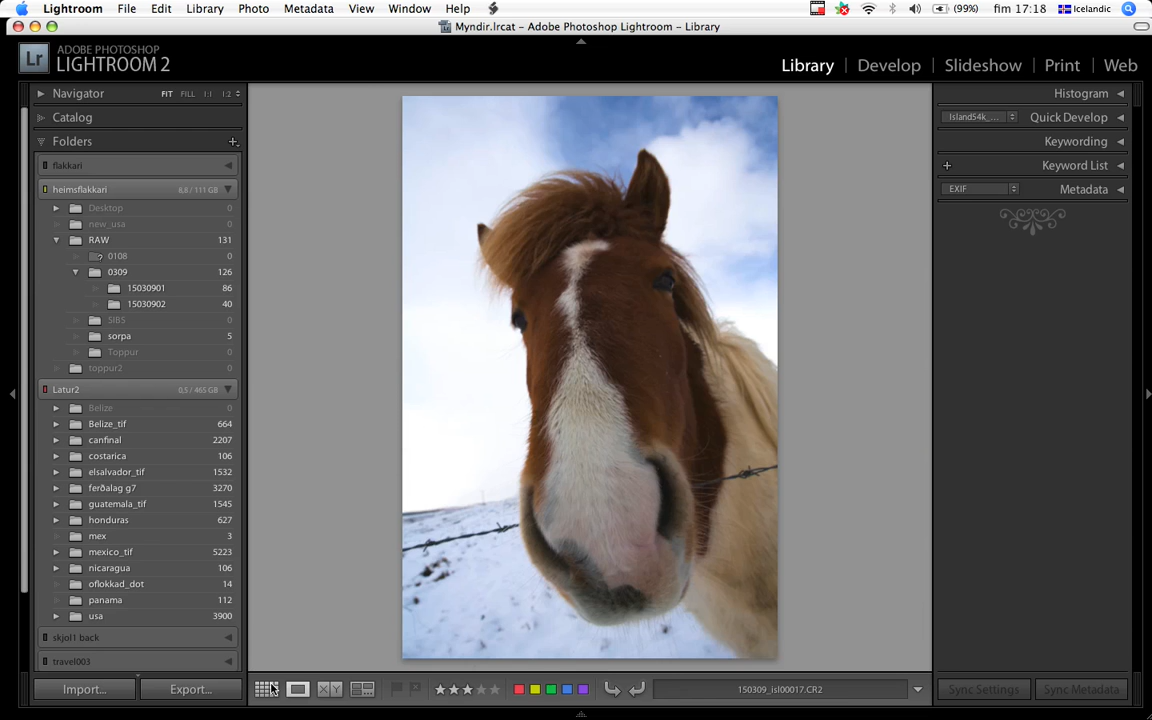 Lightroom File Edit Library Photo Metadata View Window Help (99%) fim 17:18 Icelandic
Myndir.lrcat – Adobe Photoshop Lightroom – Library
Lr ADOBE PHOTOSHOP
LIGHTROOM 2
Library | Develop | Slideshow | Print | Web
Navigator FIT FILL 1:1 1:2
Catalog
Folders +
flakkari
heimsflakkari 8,8 / 111 GB
Desktop 0
new_usa 0
RAW 131
0108 0
0309 126
15030901 86
15030902 40
SIBS 0
sorpa 5
Toppur 0
toppur2 0
Latur2 0,5 / 465 GB
Belize 0
Belize_tif 664
canfinal 2207
costarica 106
elsalvador_tif 1532
ferðalag g7 3270
guatemala_tif 1545
honduras 627
mex 3
mexico_tif 5223
nicaragua 106
oflokkad_dot 14
panama 112
usa 3900
skjol1 back
travel003
Import... Export...
XY
150309_isl00017.CR2
Histogram
Island54k_... Quick Develop
Keywording
+ Keyword List
EXIF Metadata
Sync Settings Sync Metadata